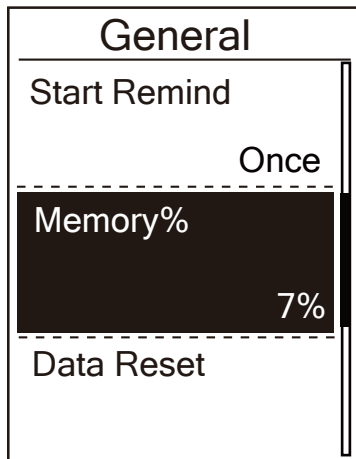 General
Start Remind
Once
Memory%
7%
Data Reset